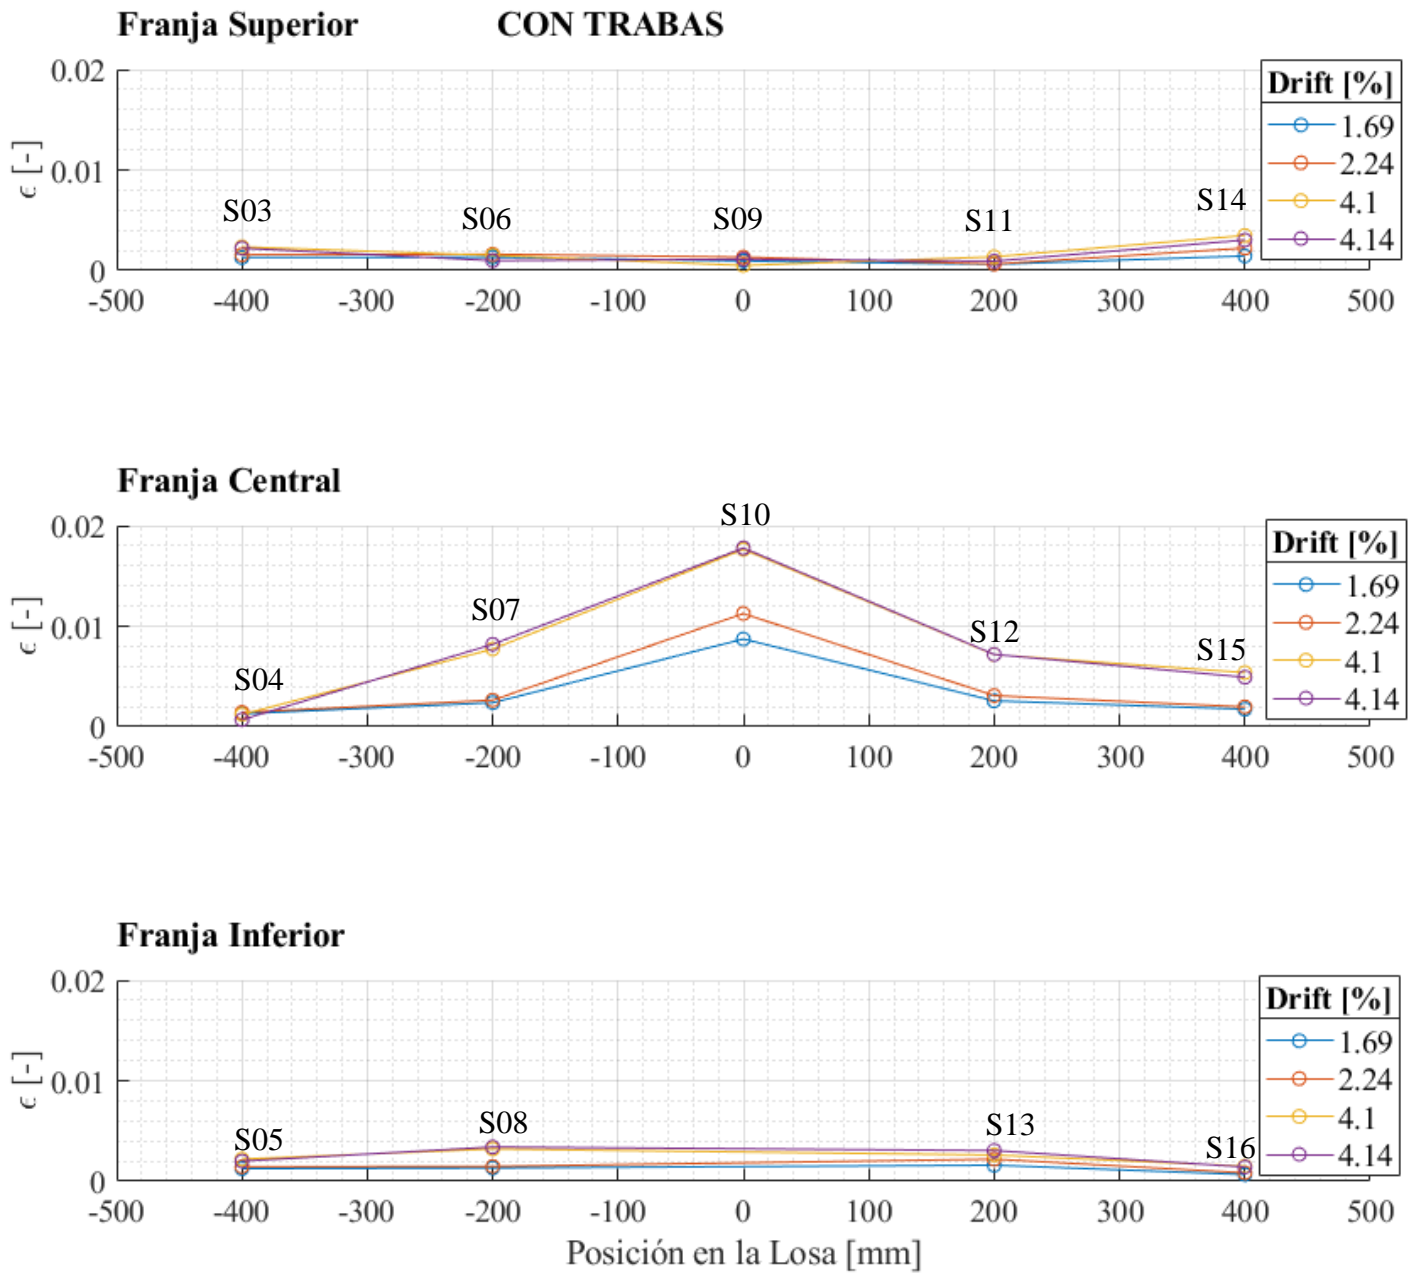 Franja Superior CON TRABAS
0.02
0.01
0
ϵ [-]
S03 S06 S09 S11 S14
Drift [%]
1.69
2.24
4.1
4.14
-500 -400 -300 -200 -100 0 100 200 300 400 500
Franja Central
0.02
0.01
0
ϵ [-]
S04 S07 S10 S12 S15
Drift [%]
1.69
2.24
4.1
4.14
-500 -400 -300 -200 -100 0 100 200 300 400 500
Franja Inferior
0.02
0.01
0
ϵ [-]
S05 S08 S13 S16
Drift [%]
1.69
2.24
4.1
4.14
-500 -400 -300 -200 -100 0 100 200 300 400 500
Posición en la Losa [mm]